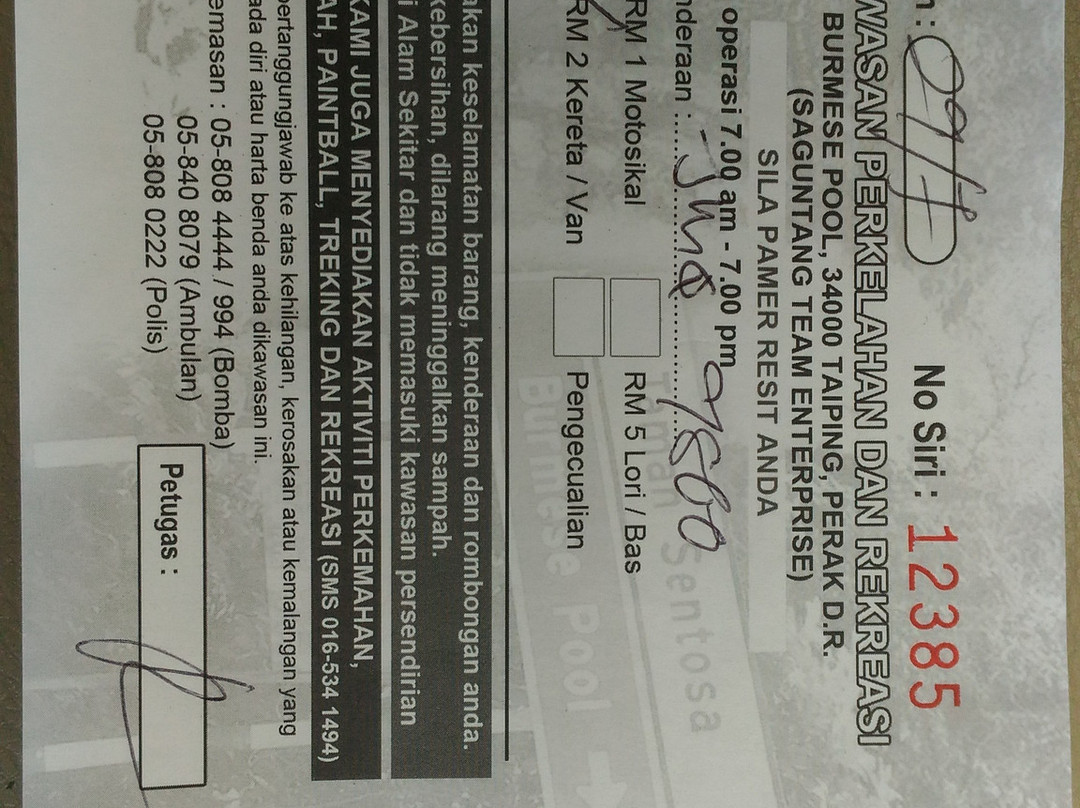 No Siri : 12385
WASAN PERKELAHAN DAN REKREASI
BURMESE POOL, 34000 TAIPING, PERAK D.R.
(SAGUNTANG TEAM ENTERPRISE)
SILA PAMER RESIT ANDA
operasi 7.00 am - 7.00 pm
nderaan :
RM 1 Motosikal RM 5 Lori / Bas
RM 2 Kereta / Van Pengecualian
Taman Sentosa
Burmese Pool
akan keselamatan barang, kenderaan dan rombongan anda.
kebersihan, dilarang meninggalkan sampah.
i Alam Sekitar dan tidak memasuki kawasan persendirian
KAMI JUGA MENYEDIAKAN AKTIVITI PERKEMAHAN,
AH, PAINTBALL, TREKING DAN REKREASI (SMS 016-534 1494)
bertanggungjawab ke atas kehilangan, kerosakan atau kemalangan yang
ada diri atau harta benda anda dikawasan ini.
emasan : 05-808 4444 / 994 (Bomba)
05-840 8079 (Ambulan)
05-808 0222 (Polis)
Petugas :